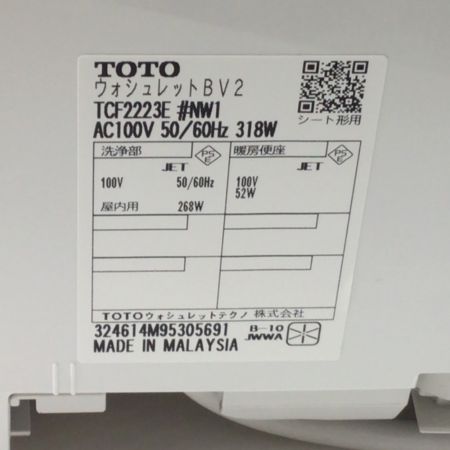 TOTO
ウォシュレットBV2
TCF2223E #NW1
AC100V 50/60Hz 318W
シート形用
洗浄部 PSE 暖房便座 PSE
JET JET
100V 50/60Hz 100V
52W
屋内用 268W
TOTOウォシュレットテクノ 株式会社
324614M95305691 B-10
JWWA
MADE IN MALAYSIA